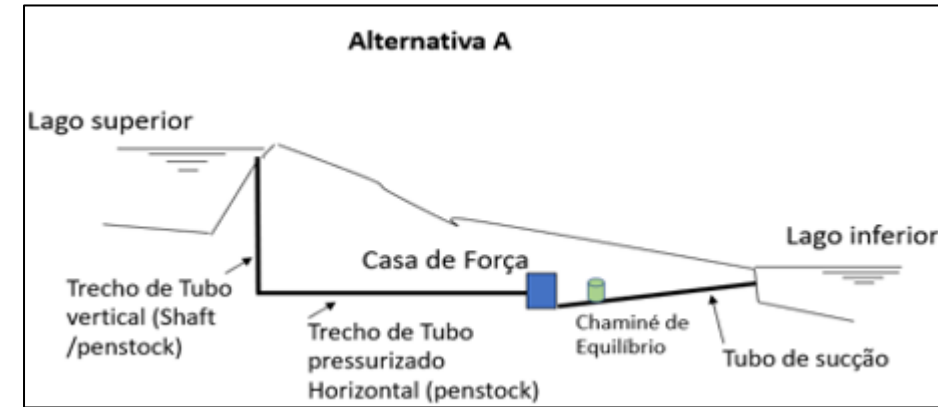 Alternativa A
Lago superior
Lago inferior
Casa de Força
Trecho de Tubo
vertical (Shaft
/penstock)
Trecho de Tubo
pressurizado
Horizontal (penstock)
Chaminé de
Equilíbrio
Tubo de sucção